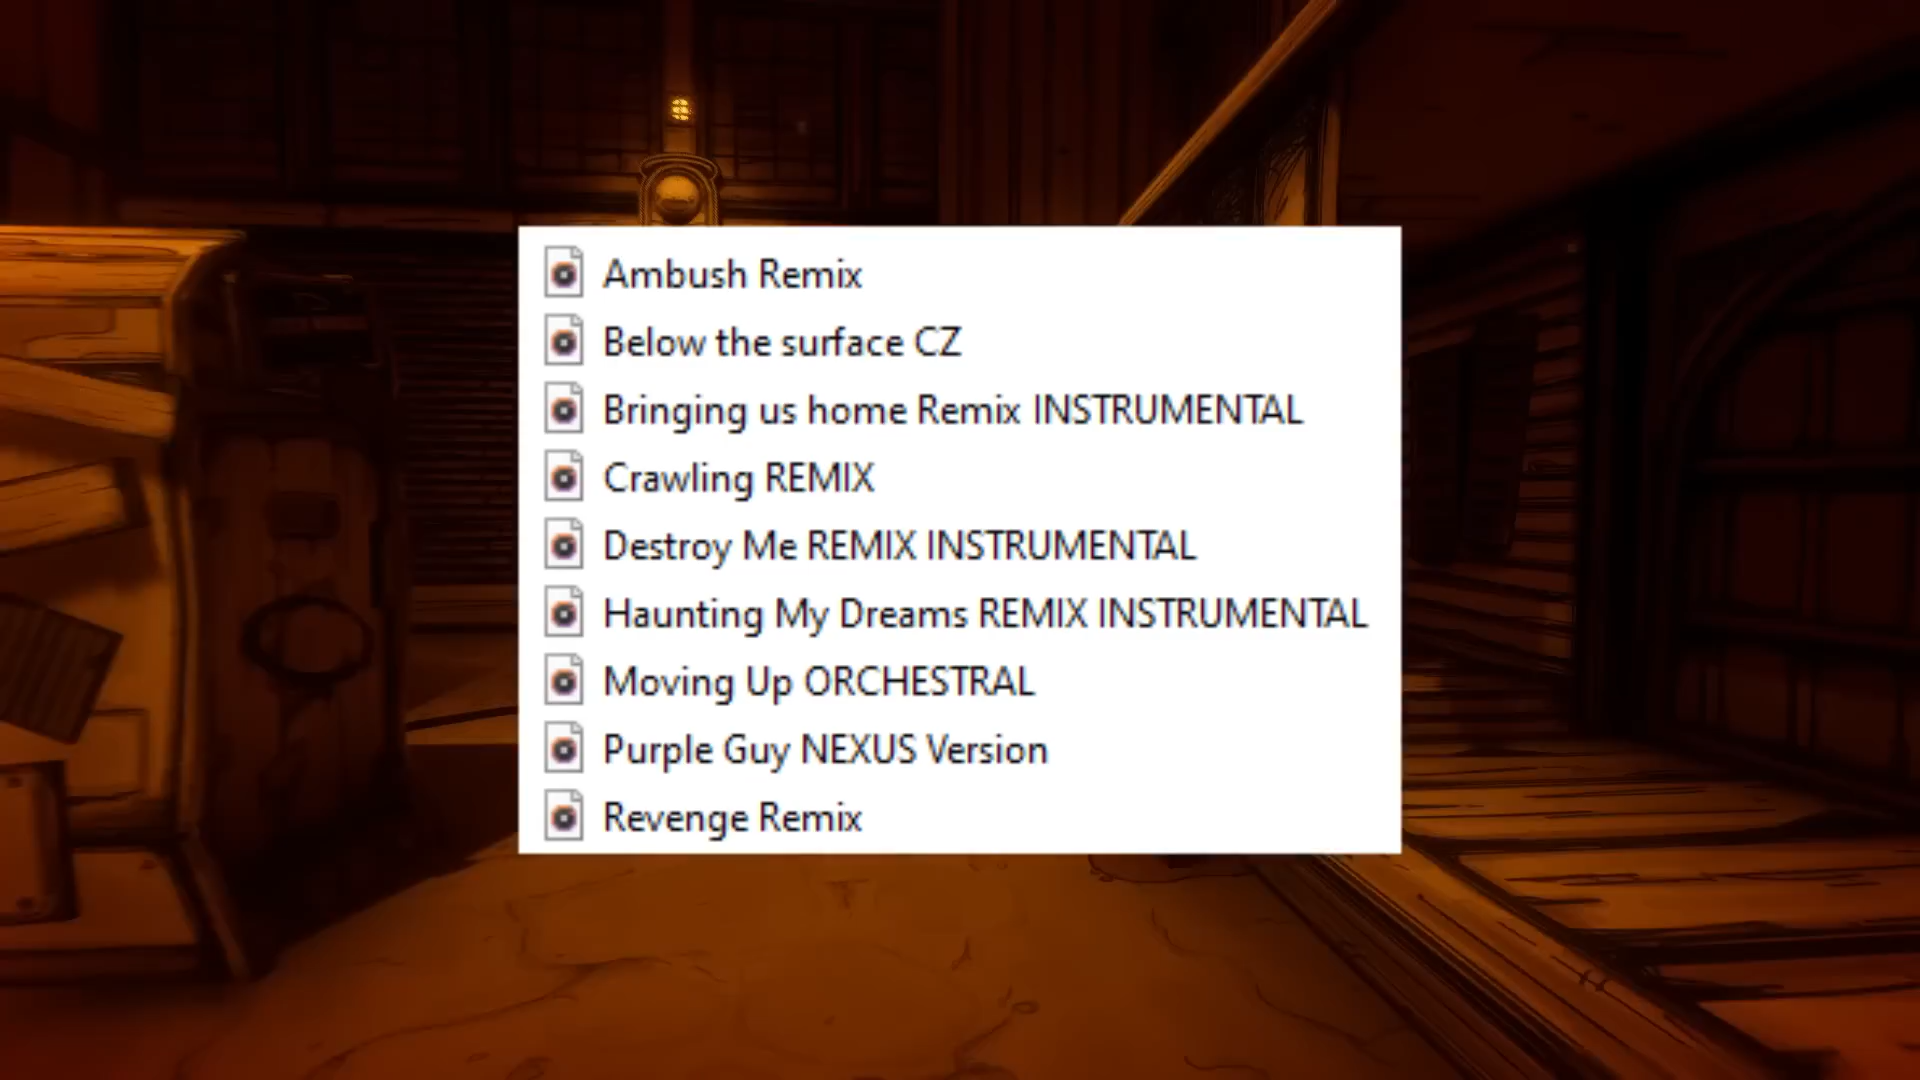 Ambush Remix
Below the surface CZ
Bringing us home Remix INSTRUMENTAL
Crawling REMIX
Destroy Me REMIX INSTRUMENTAL
Haunting My Dreams REMIX INSTRUMENTAL
Moving Up ORCHESTRAL
Purple Guy NEXUS Version
Revenge Remix